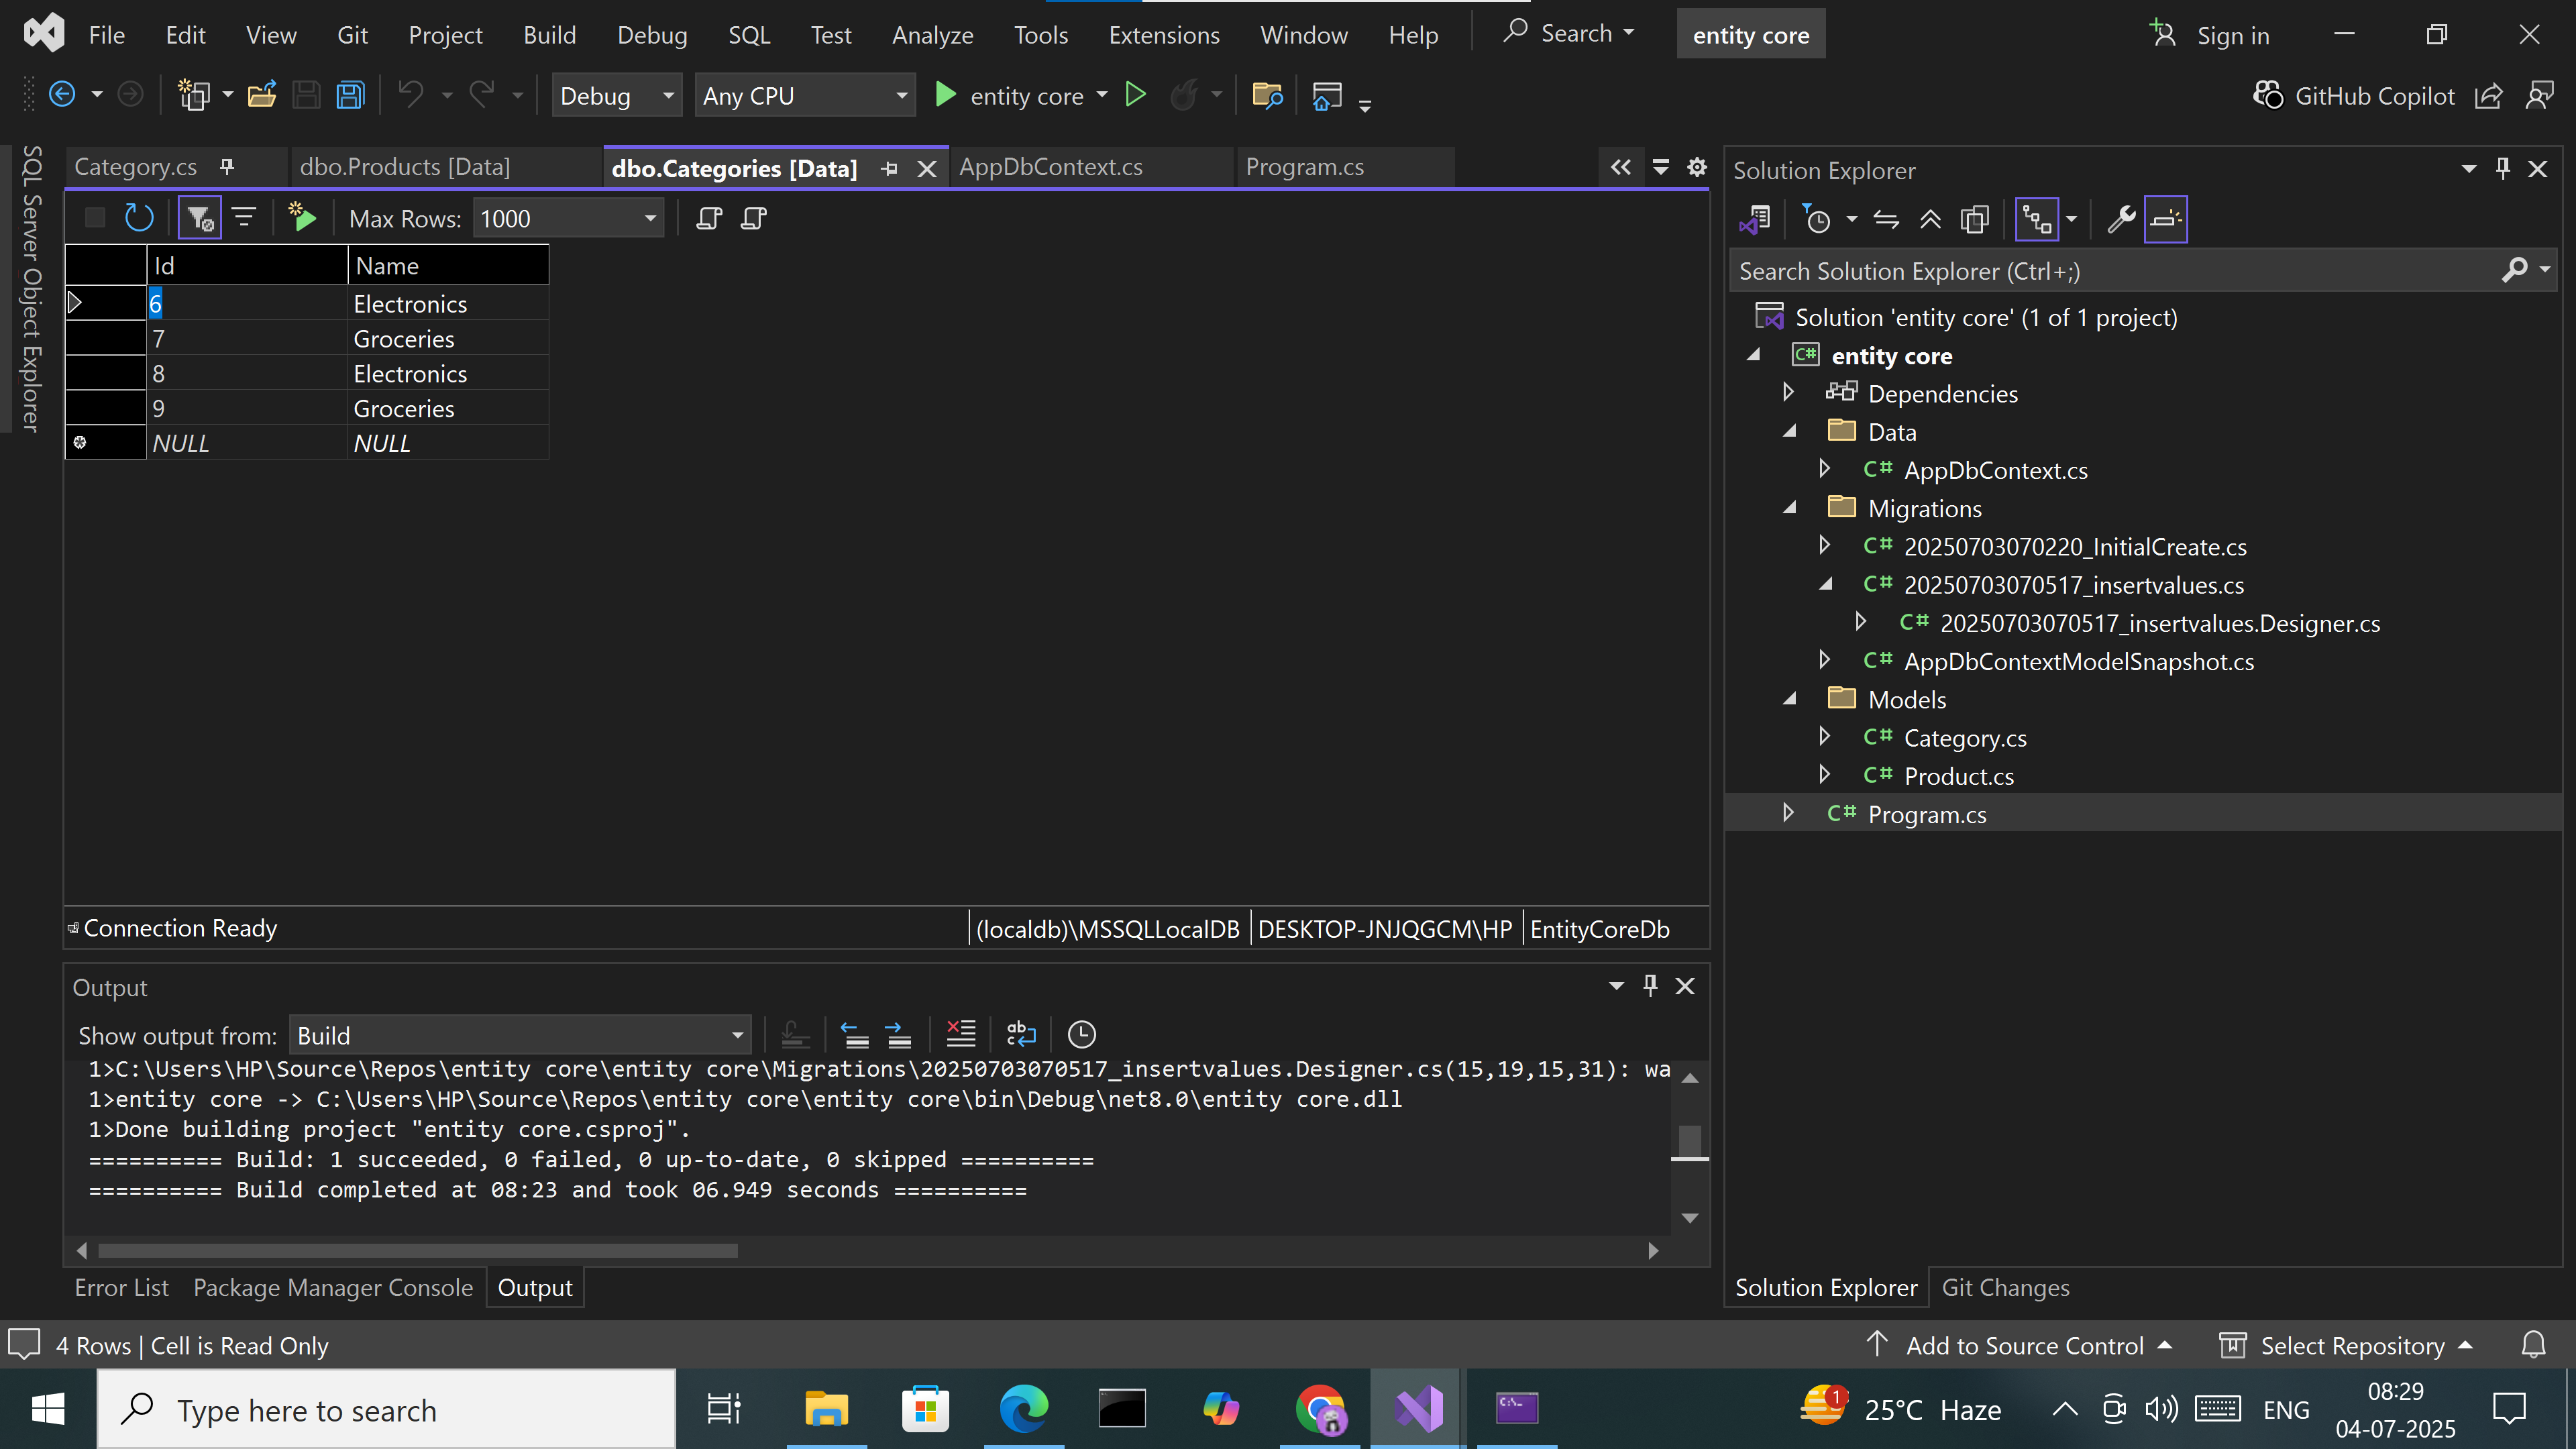 File Edit View Git Project Build Debug SQL Test Analyze Tools Extensions Window Help Search entity core Sign in
Debug Any CPU entity core GitHub Copilot
SQL Server Object Explorer
Category.cs dbo.Products [Data] dbo.Categories [Data] AppDbContext.cs Program.cs
Max Rows: 1000
Id Name
6 Electronics
7 Groceries
8 Electronics
9 Groceries
NULL NULL
Connection Ready (localdb)\MSSQLLocalDB DESKTOP-JNJQGCM\HP EntityCoreDb
Output
Show output from: Build
1>C:\Users\HP\Source\Repos\entity core\entity core\Migrations\20250703070517_insertvalues.Designer.cs(15,19,15,31): wa
1>entity core -> C:\Users\HP\Source\Repos\entity core\entity core\bin\Debug\net8.0\entity core.dll
1>Done building project "entity core.csproj".
========== Build: 1 succeeded, 0 failed, 0 up-to-date, 0 skipped ==========
========== Build completed at 08:23 and took 06.949 seconds ==========
Error List Package Manager Console Output
Solution Explorer
Search Solution Explorer (Ctrl+;)
Solution 'entity core' (1 of 1 project)
C# entity core
Dependencies
Data
C# AppDbContext.cs
Migrations
C# 20250703070220_InitialCreate.cs
C# 20250703070517_insertvalues.cs
C# 20250703070517_insertvalues.Designer.cs
C# AppDbContextModelSnapshot.cs
Models
C# Category.cs
C# Product.cs
C# Program.cs
Solution Explorer Git Changes
4 Rows | Cell is Read Only Add to Source Control Select Repository
Type here to search 1 25°C Haze ENG 08:29
04-07-2025